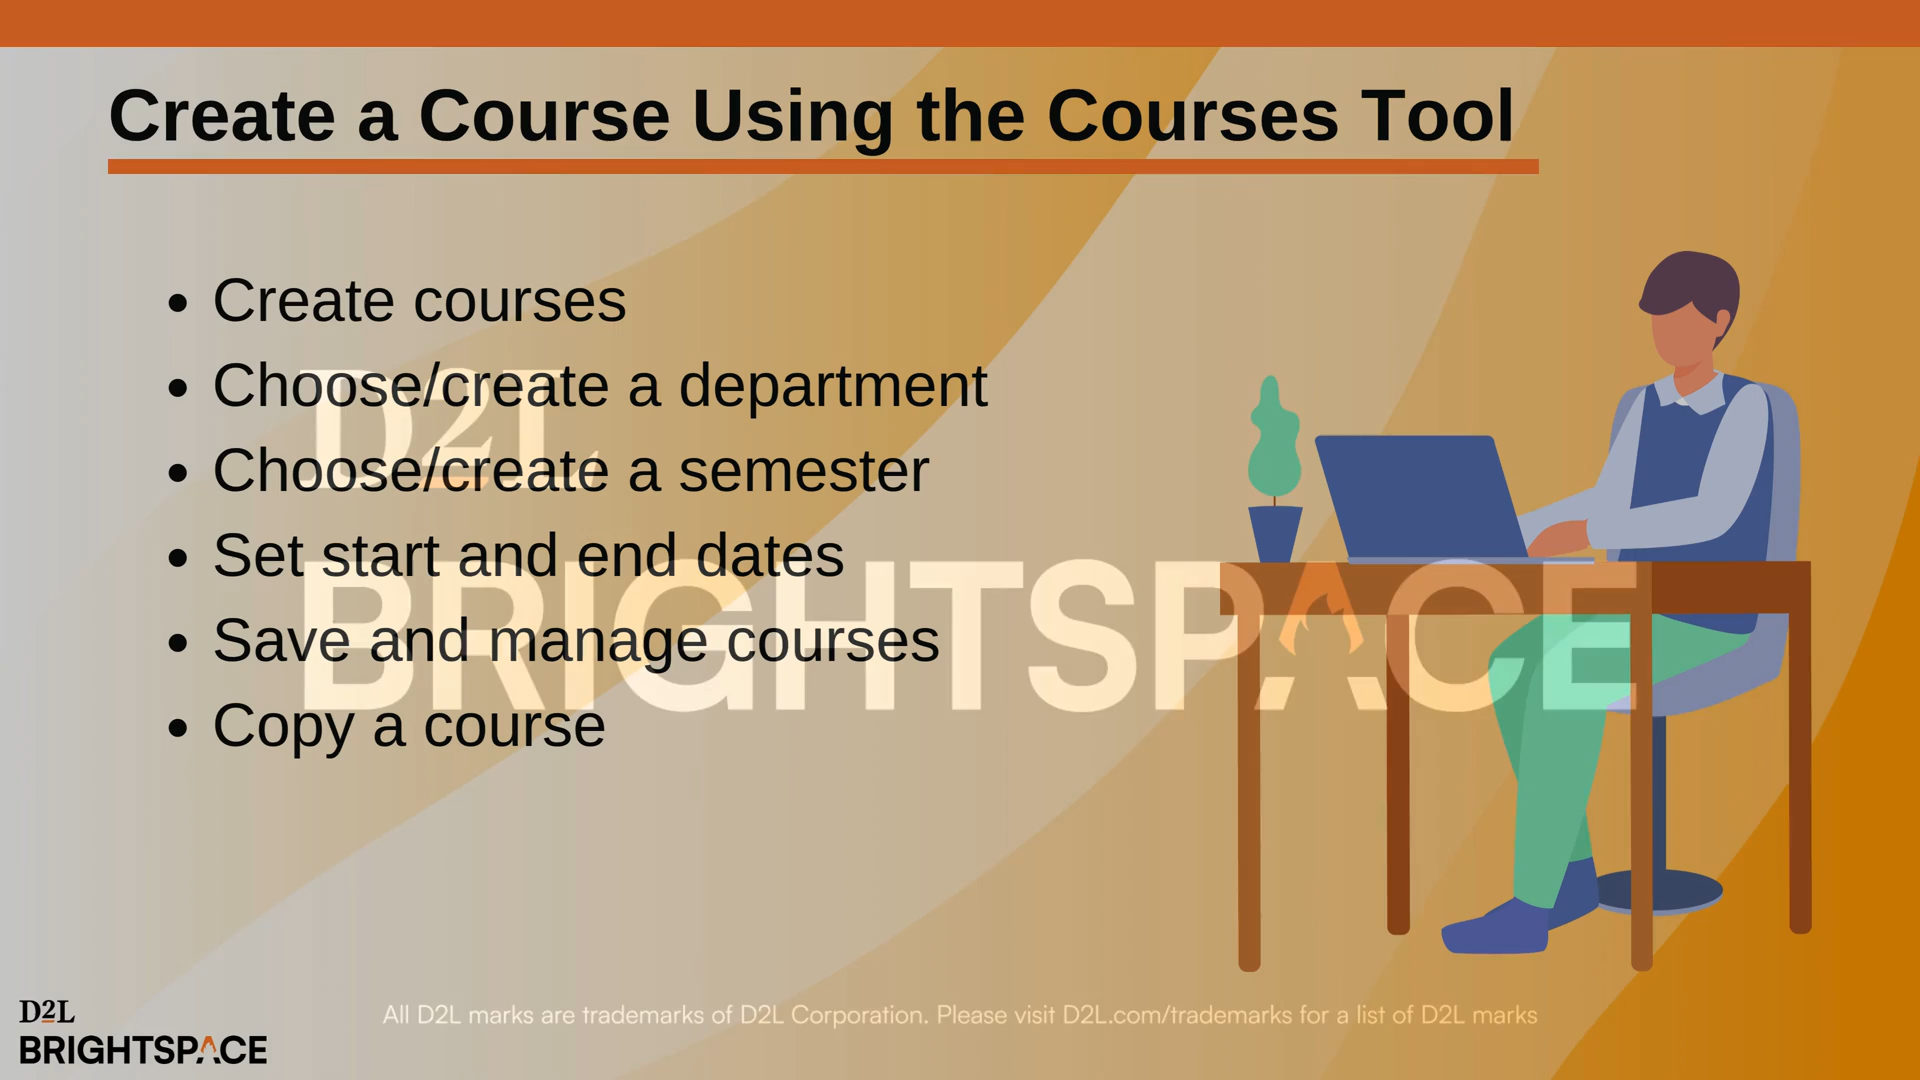 Create a Course Using the Courses Tool
• Create courses
• Choose/create a department
• Choose/create a semester
• Set start and end dates
• Save and manage courses
• Copy a course
D2L
BRIGHTSPACE
All D2L marks are trademarks of D2L Corporation. Please visit D2L.com/trademarks for a list of D2L marks
D2L
BRIGHTSPACE